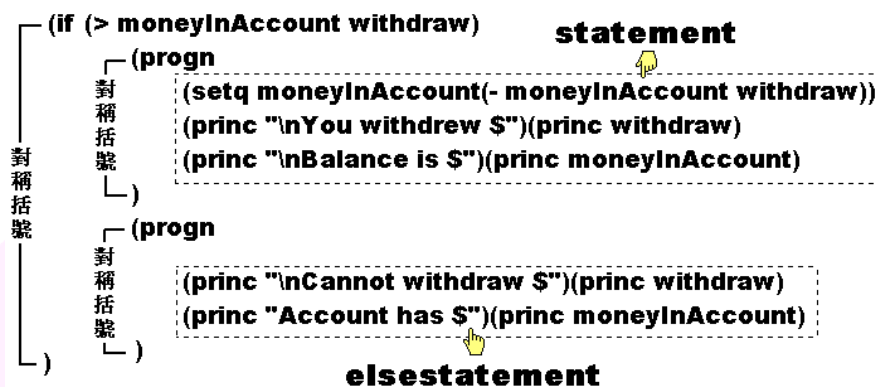 (if (> moneyInAccount withdraw)
statement
(progn
(setq moneyInAccount(- moneyInAccount withdraw))
(princ "\nYou withdrew $")(princ withdraw)
(princ "\nBalance is $")(princ moneyInAccount)
)
對稱括號
(progn
(princ "\nCannot withdraw $")(princ withdraw)
(princ "Account has $")(princ moneyInAccount)
)
對稱括號
)
對稱括號
elsestatement